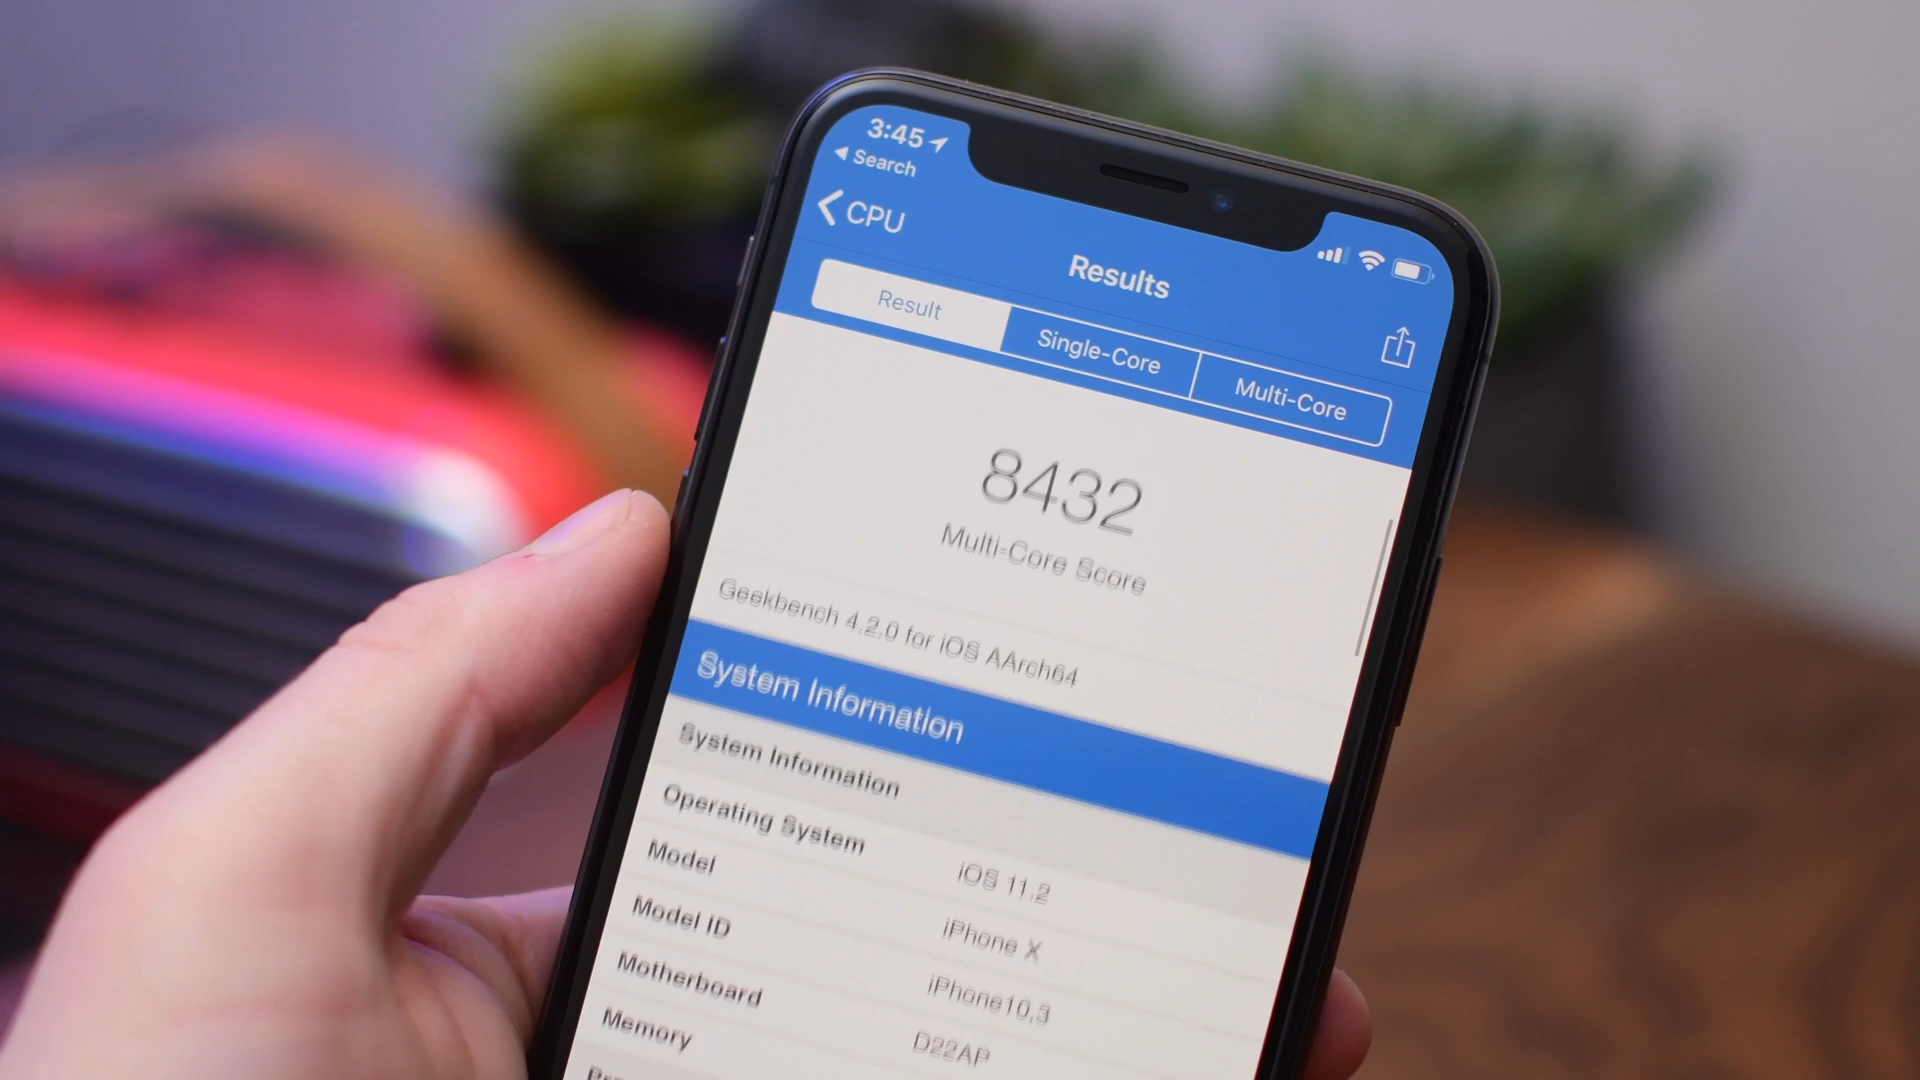 3:45
◀ Search
CPU
Results
Result
Single-Core
Multi-Core
8432
Multi-Core Score
Geekbench 4.2.0 for iOS AArch64
System Information
System Information
Operating System iOS 11.2
Model iPhone X
Model ID iPhone10,3
Motherboard D22AP
Memory